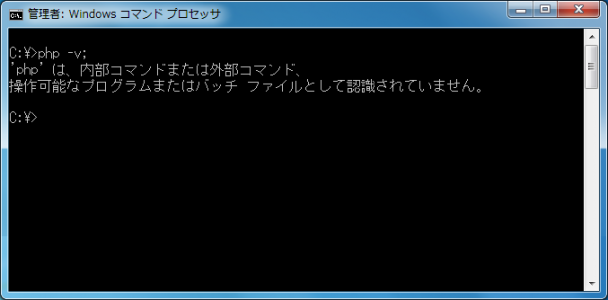 管理者: Windows コマンド プロセッサ
C:¥>php -v;
'php' は、内部コマンドまたは外部コマンド、
操作可能なプログラムまたはバッチ ファイルとして認識されていません。
C:¥>